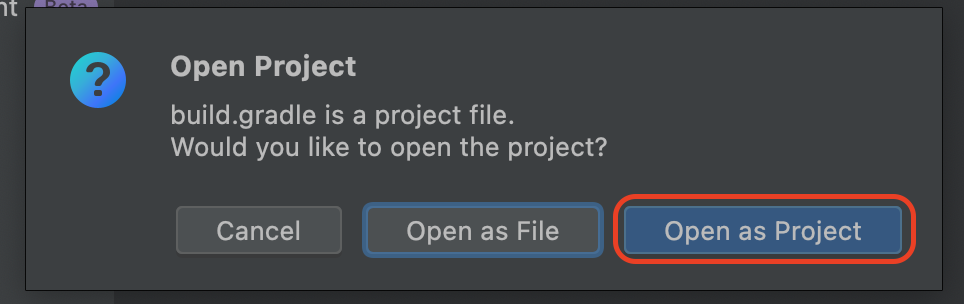 Beta
Open Project
build.gradle is a project file.
Would you like to open the project?
Cancel
Open as File
Open as Project